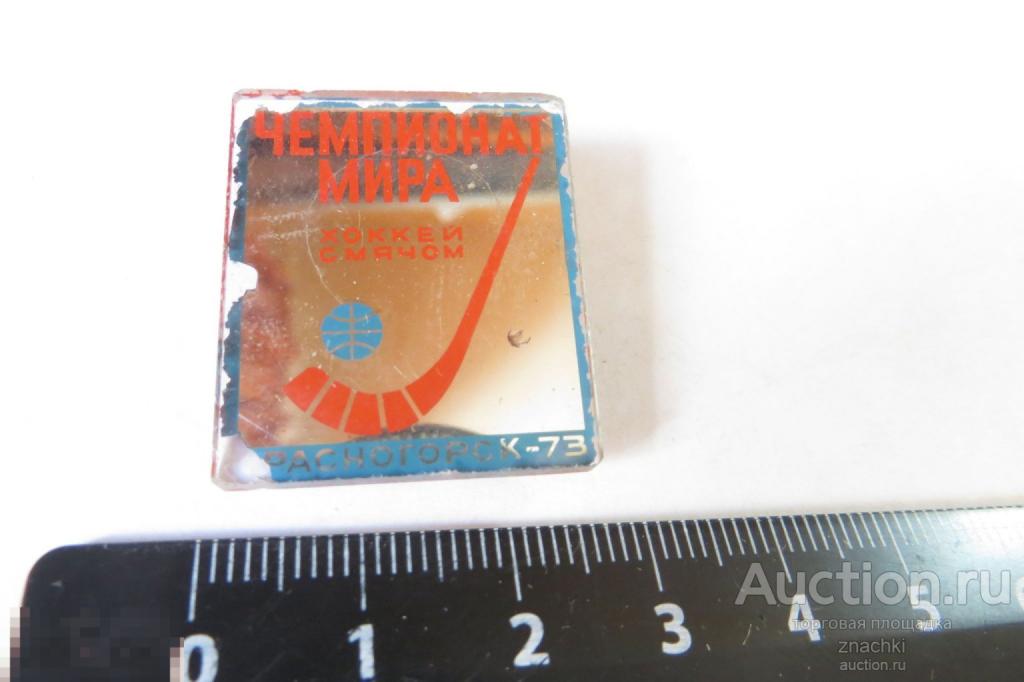 ЧЕМПИОНАТ
МИРА
ХОККЕЙ
С МЯЧОМ
РАСНОГОРСК-73
0 1 2 3 4 5
Auction.ru
торговая площадка
znachki
auction.ru